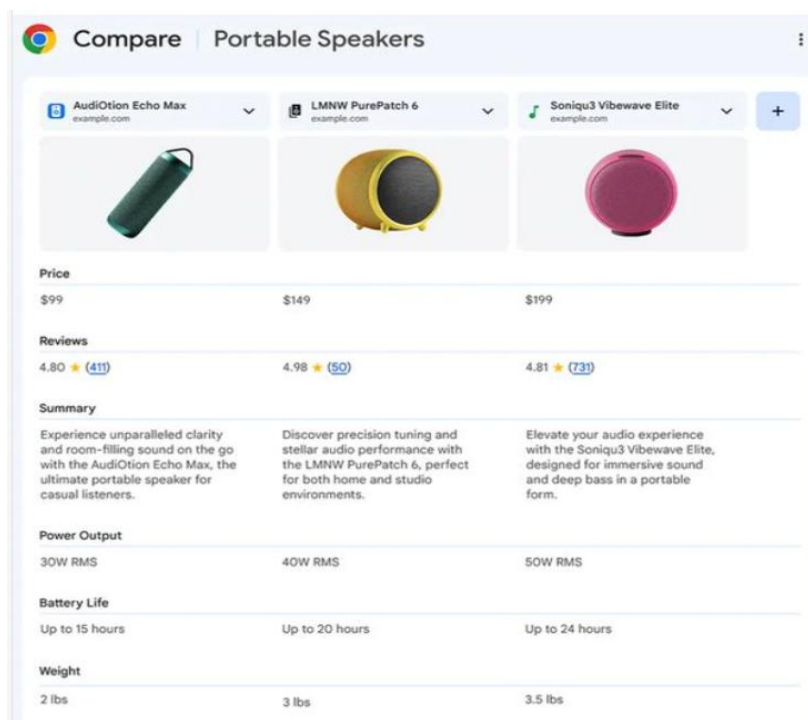 Compare | Portable Speakers
AudiOtion Echo Max
example.com
LMNW PurePatch 6
example.com
Soniqu3 Vibewave Elite
example.com
+
Price
$99
$149
$199
Reviews
4.80 ★ (411)
4.98 ★ (50)
4.81 ★ (731)
Summary
Experience unparalleled clarity
and room-filling sound on the go
with the AudiOtion Echo Max, the
ultimate portable speaker for
casual listeners.
Discover precision tuning and
stellar audio performance with
the LMNW PurePatch 6, perfect
for both home and studio
environments.
Elevate your audio experience
with the Soniqu3 Vibewave Elite,
designed for immersive sound
and deep bass in a portable
form.
Power Output
30W RMS
40W RMS
50W RMS
Battery Life
Up to 15 hours
Up to 20 hours
Up to 24 hours
Weight
2 lbs
3 lbs
3.5 lbs